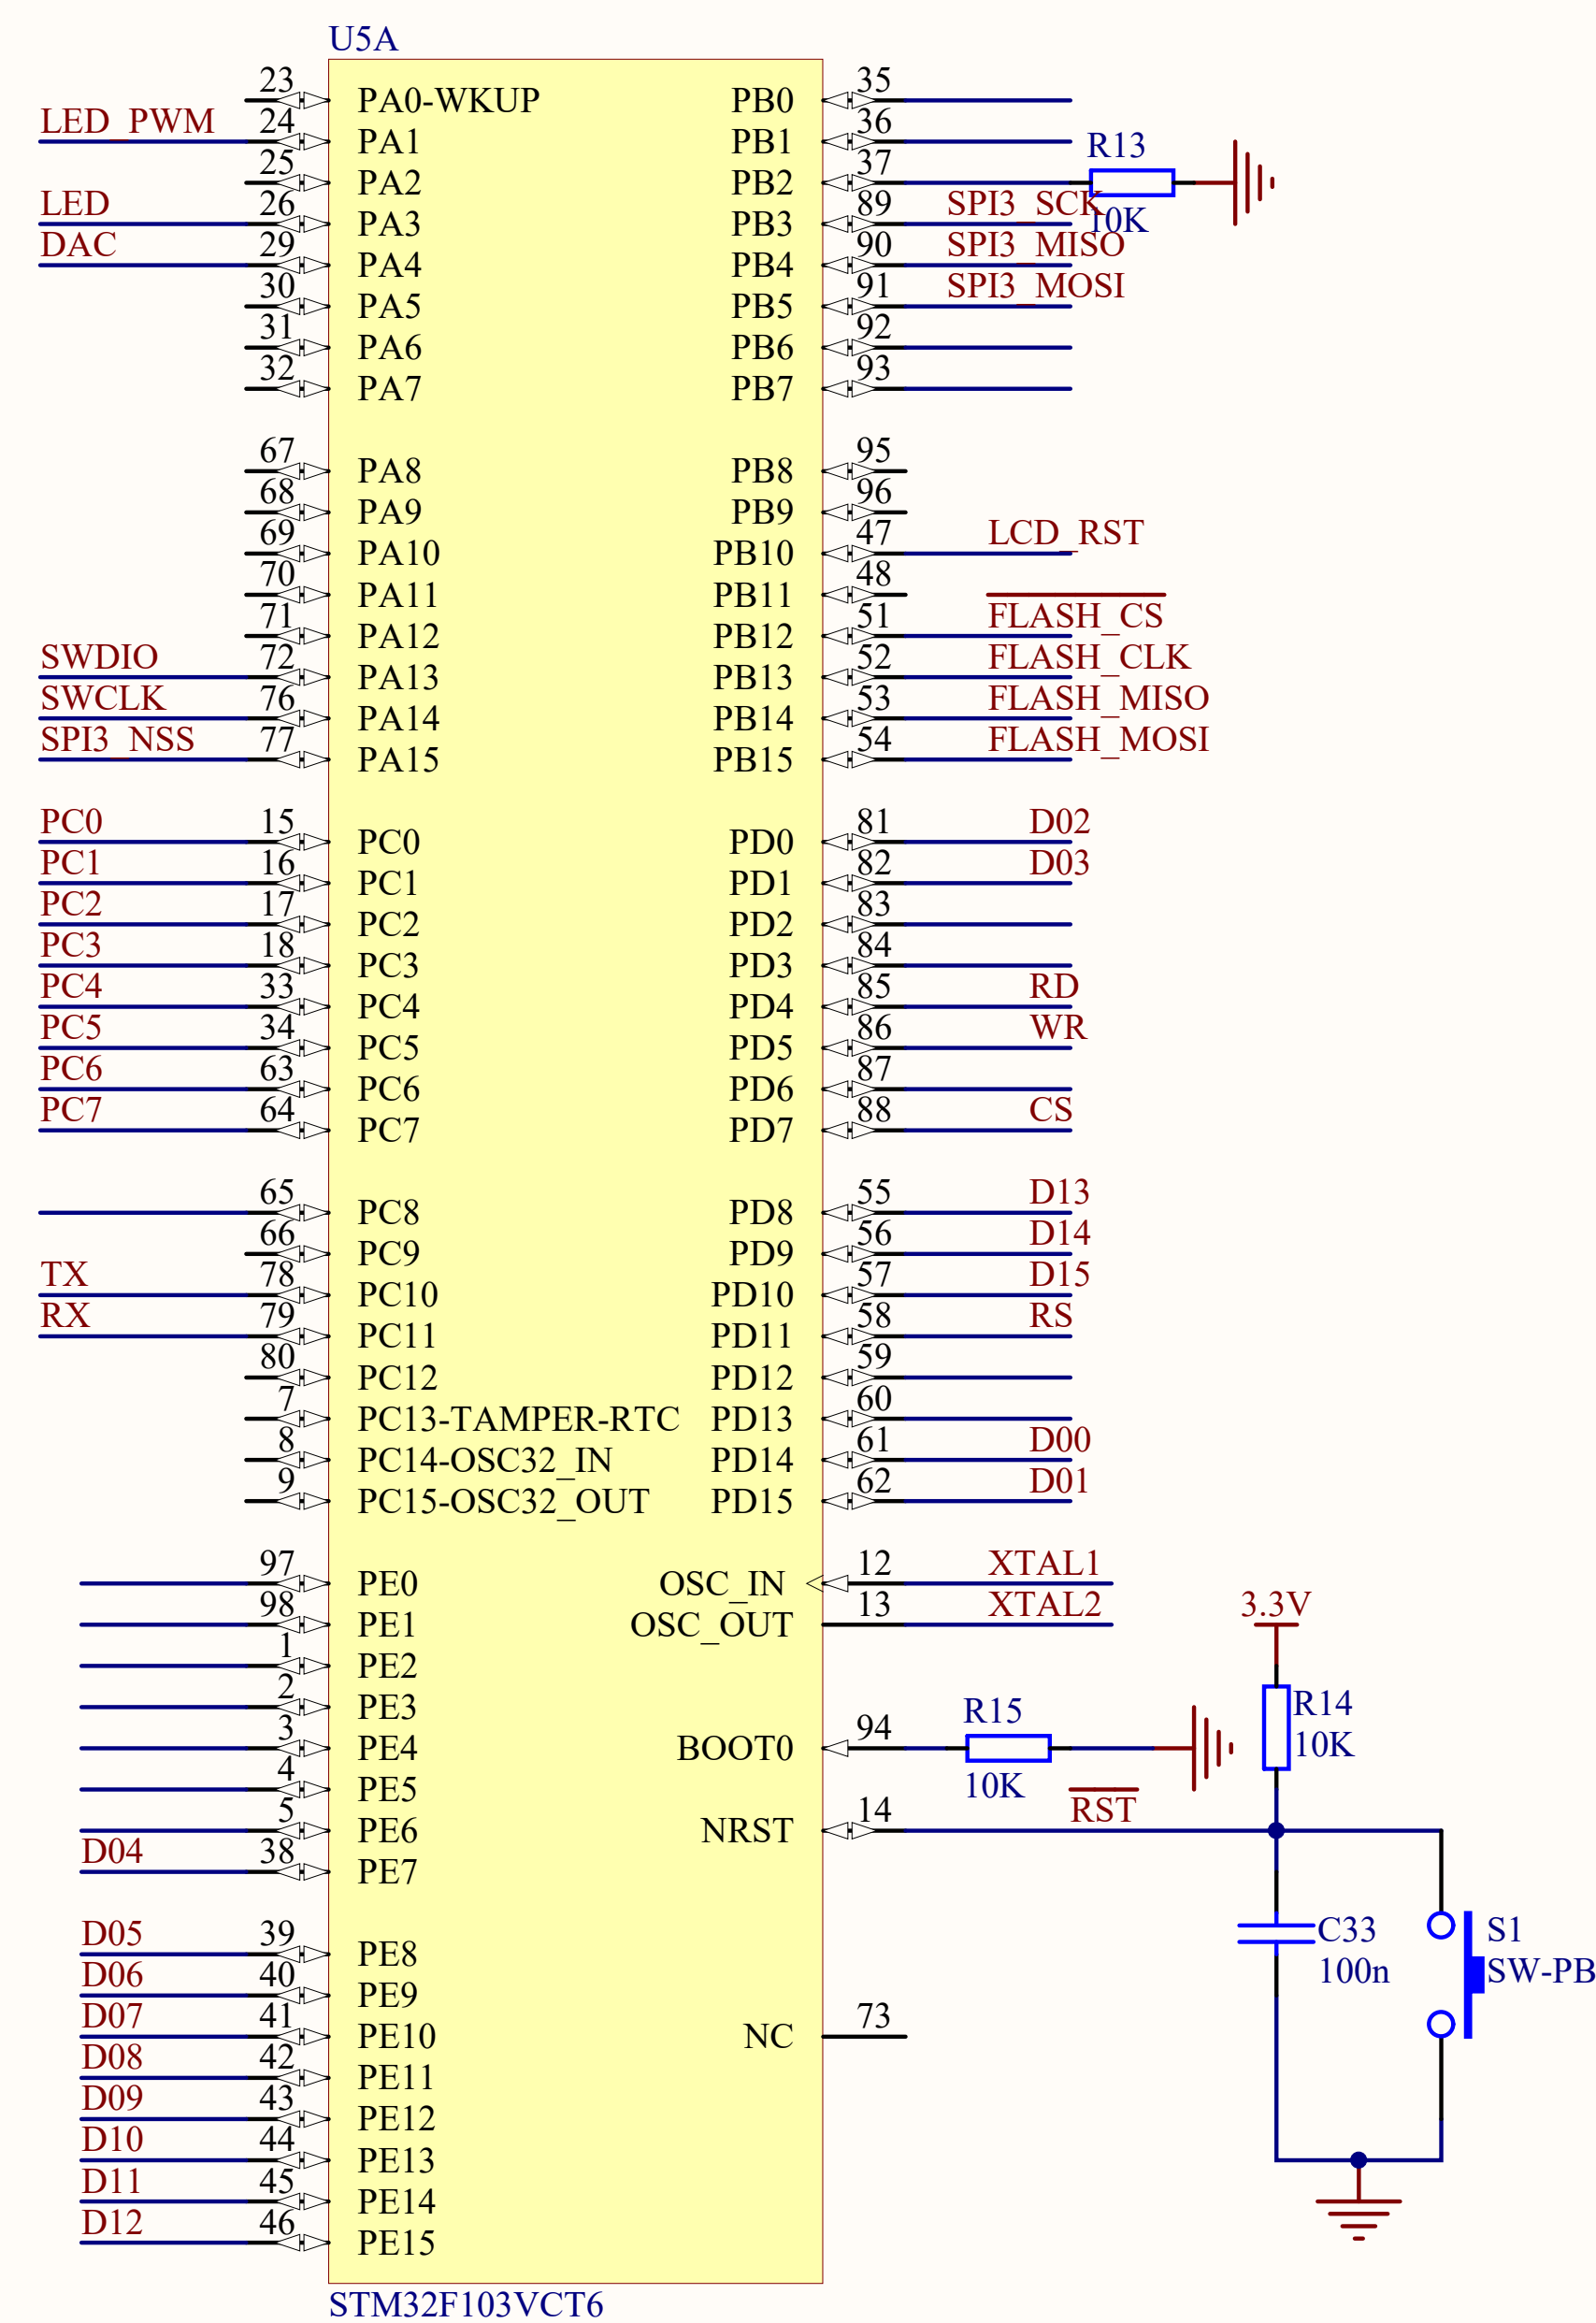 U5A
23 PA0-WKUP PB0 35
LED_PWM 24 PA1 PB1 36
25 PA2 PB2 37 R13
10K
LED 26 PA3 PB3 89 SPI3_SCK
DAC 29 PA4 PB4 90 SPI3_MISO
30 PA5 PB5 91 SPI3_MOSI
31 PA6 PB6 92
32 PA7 PB7 93
67 PA8 PB8 95
68 PA9 PB9 96
69 PA10 PB10 47 LCD_RST
70 PA11 PB11 48
71 PA12 PB12 51 FLASH_CS
SWDIO 72 PA13 PB13 52 FLASH_CLK
SWCLK 76 PA14 PB14 53 FLASH_MISO
SPI3_NSS 77 PA15 PB15 54 FLASH_MOSI
PC0 15 PC0 PD0 81 D02
PC1 16 PC1 PD1 82 D03
PC2 17 PC2 PD2 83
PC3 18 PC3 PD3 84
PC4 33 PC4 PD4 85 RD
PC5 34 PC5 PD5 86 WR
PC6 63 PC6 PD6 87
PC7 64 PC7 PD7 88 CS
65 PC8 PD8 55 D13
66 PC9 PD9 56 D14
TX 78 PC10 PD10 57 D15
RX 79 PC11 PD11 58 RS
80 PC12 PD12 59
7 PC13-TAMPER-RTC PD13 60
8 PC14-OSC32_IN PD14 61 D00
9 PC15-OSC32_OUT PD15 62 D01
97 PE0 OSC_IN 12 XTAL1
98 PE1 OSC_OUT 13 XTAL2 3.3V
1 PE2
2 PE3 R14
3 PE4 BOOT0 94 R15 10K
4 PE5 10K
5 PE6 NRST 14 RST
D04 38 PE7
D05 39 PE8 C33 S1
D06 40 PE9 100n SW-PB
D07 41 PE10 NC 73
D08 42 PE11
D09 43 PE12
D10 44 PE13
D11 45 PE14
D12 46 PE15
STM32F103VCT6